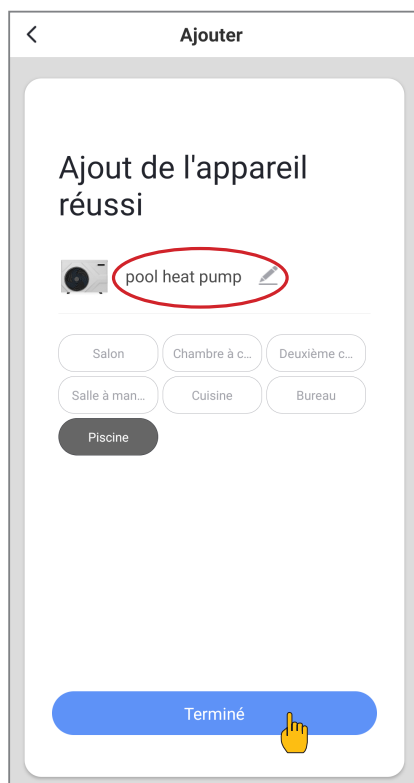 Ajouter
Ajout de l'appareil
réussi
pool heat pump
Salon
Chambre à c...
Deuxième c...
Salle à man...
Cuisine
Bureau
Piscine
Terminé